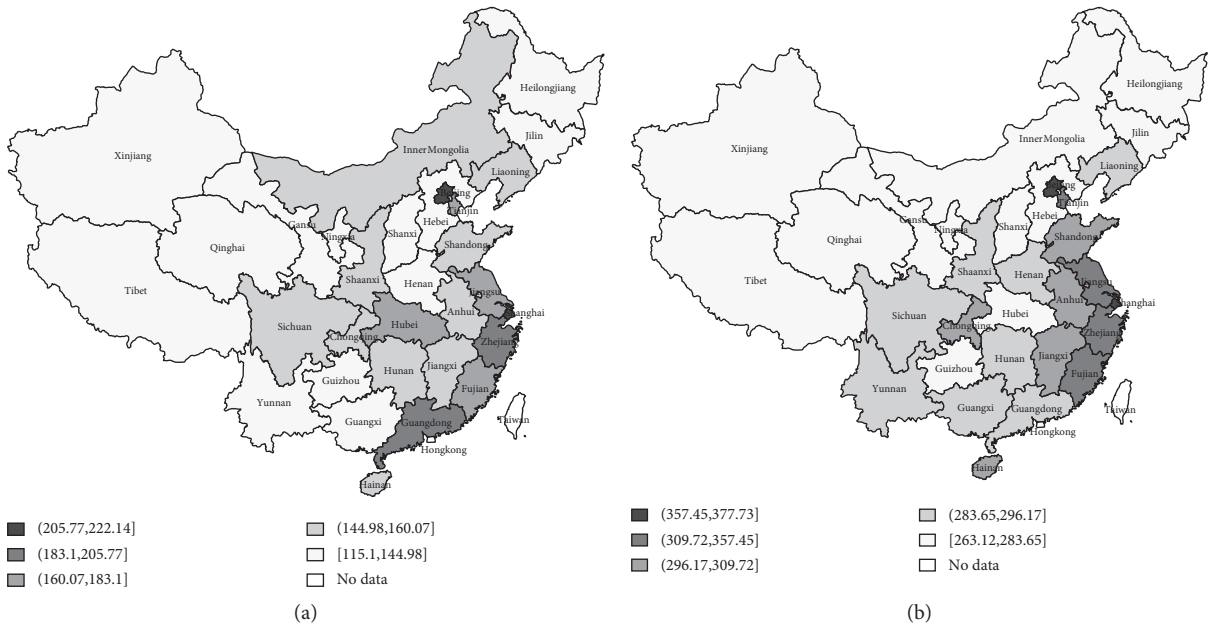 Heilongjiang
Jilin
Xinjiang
InnerMongolia
Liaoning
Beijing
Tianjin
Gansu
Ningxia
Hebei
Shanxi
Shandong
Qinghai
Tibet
Shaanxi
Henan
Jiangsu
Anhui
Shanghai
Sichuan
Chongqing
Hubei
Zhejiang
Hunan
Jiangxi
Guizhou
Fujian
Yunnan
Guangxi
Guangdong
Taiwan
Hongkong
Hainan
(205.77,222.14]
(183.1,205.77]
(160.07,183.1]
(144.98,160.07]
[115.1,144.98]
No data
(a)
Heilongjiang
Jilin
Xinjiang
InnerMongolia
Liaoning
Beijing
Tianjin
Gansu
Ningxia
Hebei
Shanxi
Shandong
Qinghai
Tibet
Shaanxi
Henan
Jiangsu
Anhui
Shanghai
Sichuan
Chongqing
Hubei
Zhejiang
Hunan
Jiangxi
Guizhou
Fujian
Yunnan
Guangxi
Guangdong
Taiwan
Hongkong
Hainan
(357.45,377.73]
(309.72,357.45]
(296.17,309.72]
(283.65,296.17]
[263.12,283.65]
No data
(b)